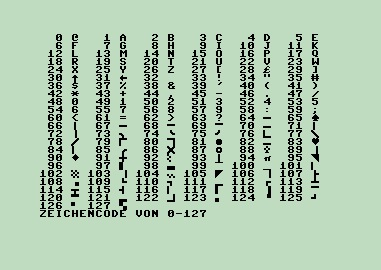 0 @ 1 A 2 B 3 C 4 D 5 E
6 F 7 G 8 H 9 I 10 J 11 K
12 L 13 M 14 N 15 O 16 P 17 Q
18 R 19 S 20 T 21 U 22 V 23 W
24 X 25 Y 26 Z 27 [ 28 £ 29 ]
30 ↑ 31 ← 32 33 ! 34 " 35 #
36 $ 37 % 38 & 39 ' 40 ( 41 )
42 * 43 + 44 , 45 - 46 . 47 /
48 0 49 1 50 2 51 3 52 4 53 5
54 6 55 7 56 8 57 9 58 : 59 ;
60 < 61 = 62 > 63 ? 64 65
66 67 68 69 70 71
72 73 74 75 76 77
78 79 80 81 82 83
84 85 86 87 88 89
90 91 92 93 94 π 95
96 97 98 99 100 101
102 103 104 105 106 107
108 109 110 111 112 113
114 115 116 117 118 119
120 121 122 123 124 125
126 127
ZEICHENCODE VON 0-127